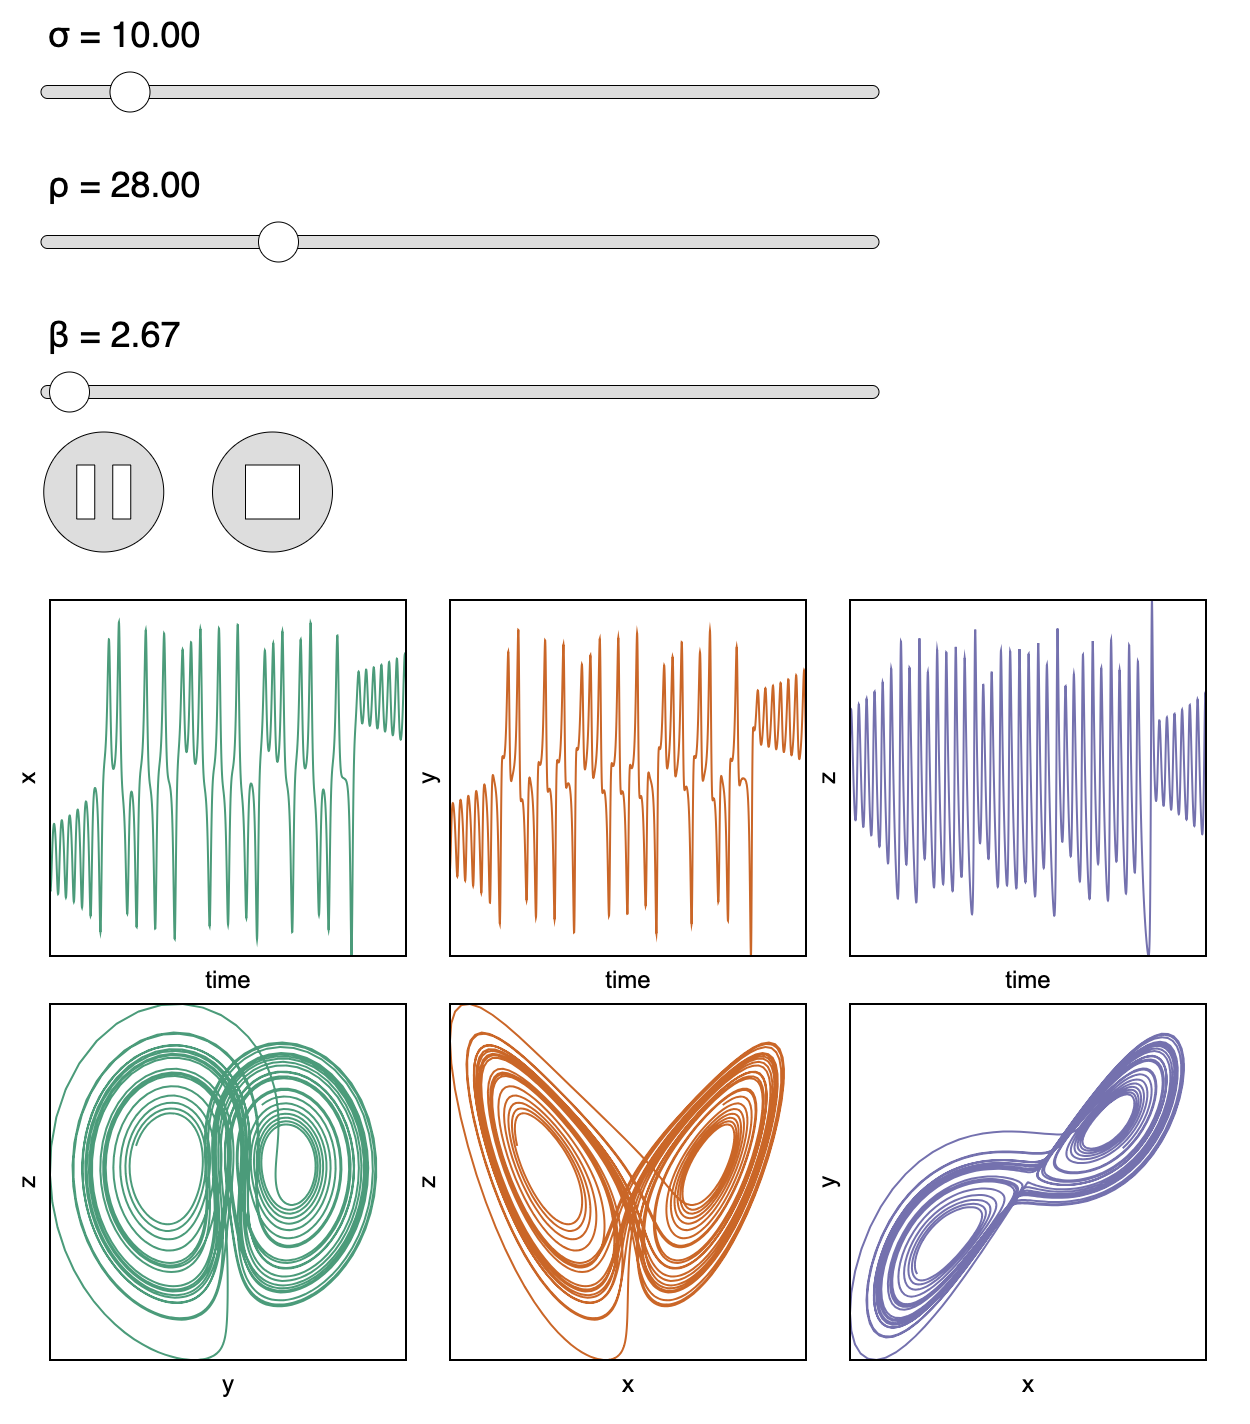 σ = 10.00
ρ = 28.00
β = 2.67
x
y
z
time
time
time
z
z
y
y
x
x